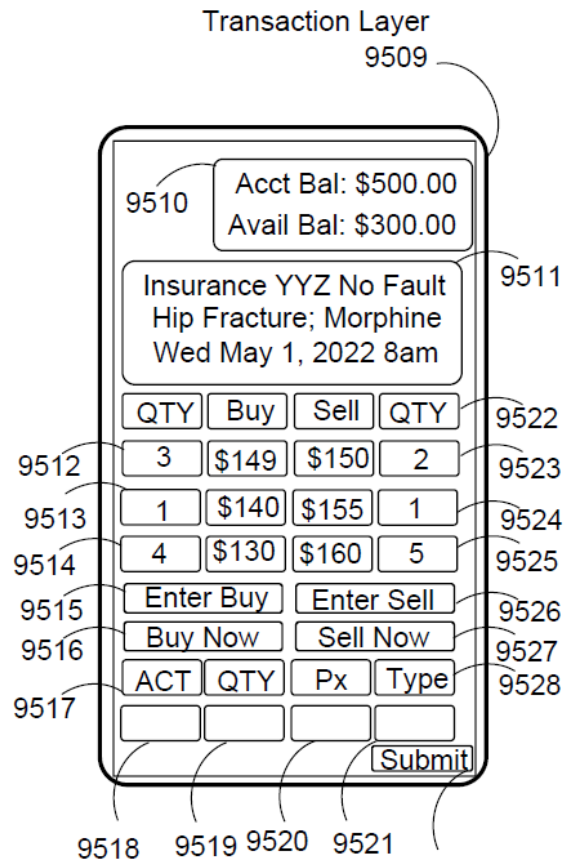 Transaction Layer
9509
9510
Acct Bal: $500.00
Avail Bal: $300.00
9511
Insurance YYZ No Fault
Hip Fracture; Morphine
Wed May 1, 2022 8am
QTY Buy Sell QTY
9522
9512
3 $149 $150 2
9523
9513
1 $140 $155 1
9524
9514
4 $130 $160 5
9525
9515
Enter Buy Enter Sell
9526
9516
Buy Now Sell Now
9527
9517
ACT QTY Px Type
9528
Submit
9518 9519 9520 9521